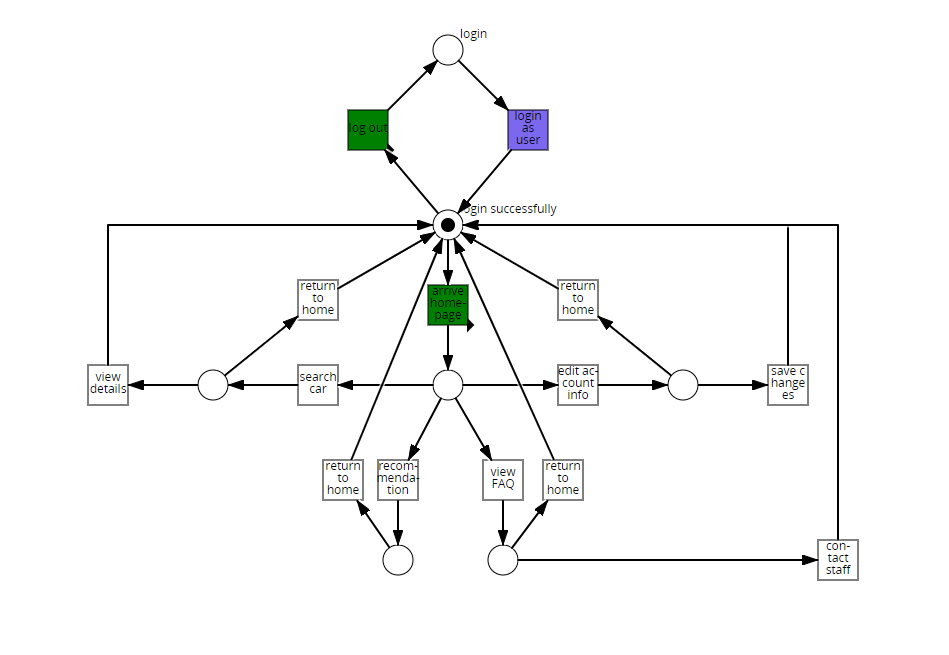 login
log out
login
as
user
ogin successfully
return
to
home
arrive
home-
page
return
to
home
view
details
search
car
edit ac-
count
info
save c
hange
es
return
to
home
recom-
menda-
tion
view
FAQ
return
to
home
con-
tact
staff